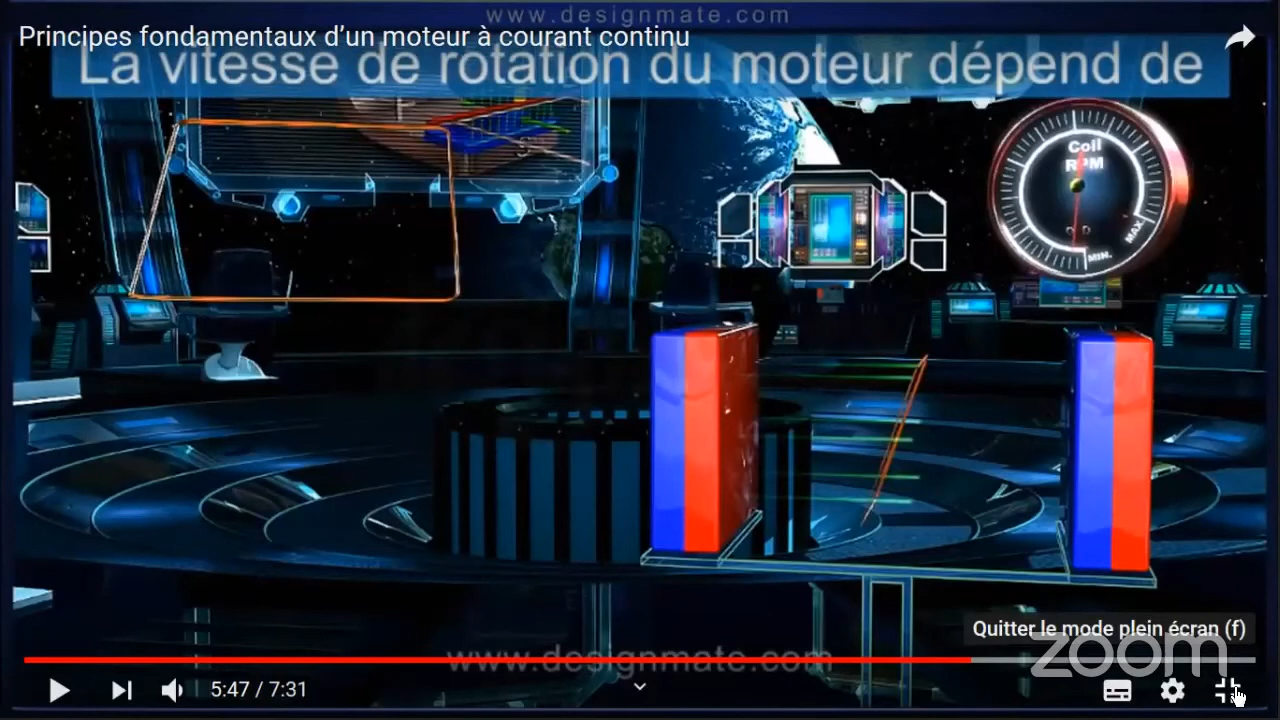 www.designmate.com
Principes fondamentaux d’un moteur à courant continu
La vitesse de rotation du moteur dépend de
Coil
RPM
MAX.
MIN.
Quitter le mode plein écran (f)
zoom
www.designmate.com
5:47 / 7:31